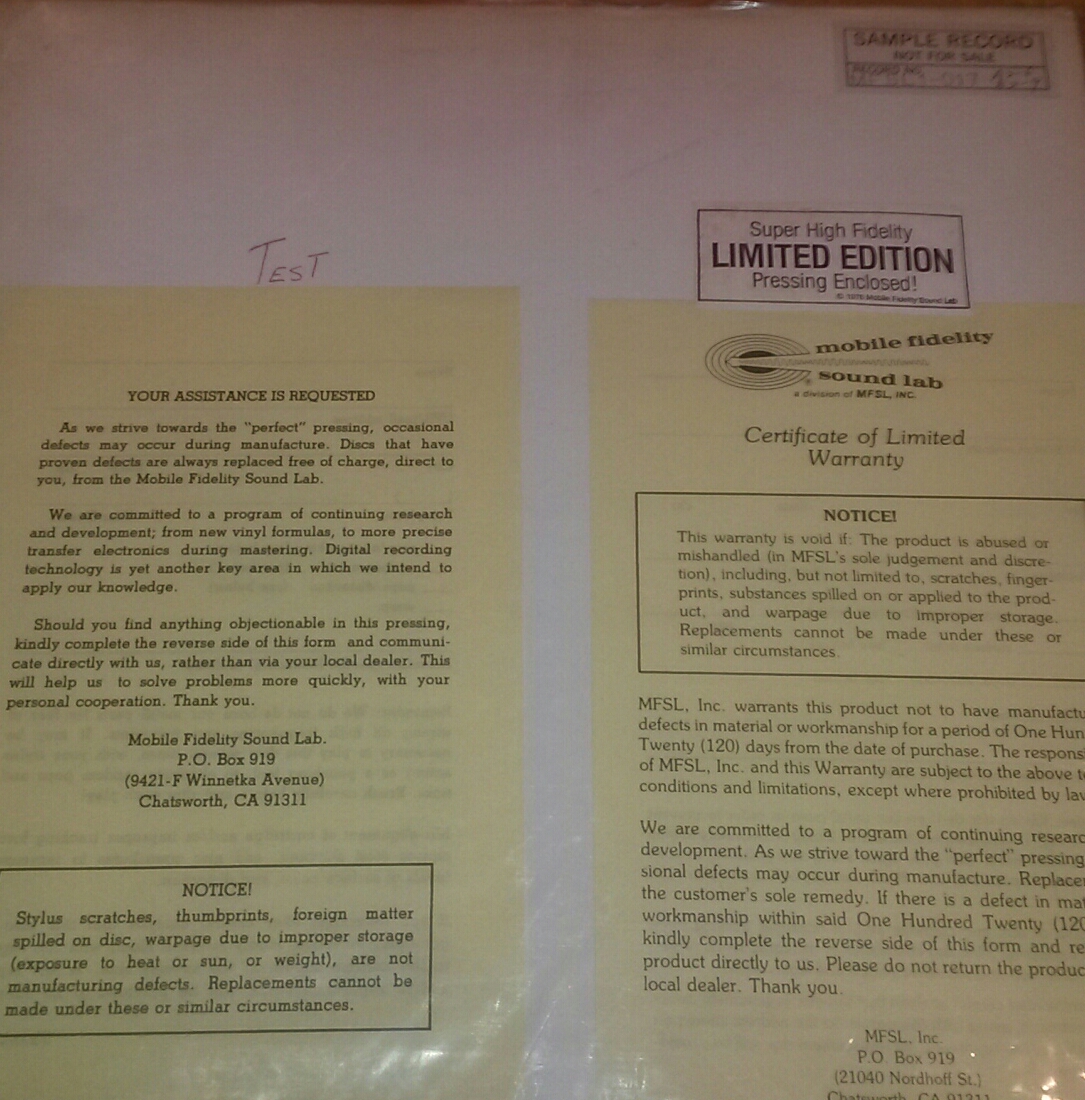 SAMPLE RECORD
NOT FOR SALE
RECORD NO.
TEST
Super High Fidelity
LIMITED EDITION
Pressing Enclosed!
© 1978 Mobile Fidelity Sound Lab
YOUR ASSISTANCE IS REQUESTED
As we strive towards the "perfect" pressing, occasional
defects may occur during manufacture. Discs that have
proven defects are always replaced free of charge, direct to
you, from the Mobile Fidelity Sound Lab.
We are committed to a program of continuing research
and development; from new vinyl formulas, to more precise
transfer electronics during mastering. Digital recording
technology is yet another key area in which we intend to
apply our knowledge.
Should you find anything objectionable in this pressing,
kindly complete the reverse side of this form and communi-
cate directly with us, rather than via your local dealer. This
will help us to solve problems more quickly, with your
personal cooperation. Thank you.
Mobile Fidelity Sound Lab.
P.O. Box 919
(9421-F Winnetka Avenue)
Chatsworth, CA 91311
NOTICE!
Stylus scratches, thumbprints, foreign matter
spilled on disc, warpage due to improper storage
(exposure to heat or sun, or weight), are not
manufacturing defects. Replacements cannot be
made under these or similar circumstances.
mobile fidelity
sound lab
a division of MFSL, INC.
Certificate of Limited
Warranty
NOTICE!
This warranty is void if: The product is abused or
mishandled (in MFSL's sole judgement and discre-
tion), including, but not limited to, scratches, finger-
prints, substances spilled on or applied to the prod-
uct, and warpage due to improper storage.
Replacements cannot be made under these or
similar circumstances.
MFSL, Inc. warrants this product not to have manufactu
defects in material or workmanship for a period of One Hun
Twenty (120) days from the date of purchase. The respons
of MFSL, Inc. and this Warranty are subject to the above t
conditions and limitations, except where prohibited by law
We are committed to a program of continuing researc
development. As we strive toward the "perfect" pressing
sional defects may occur during manufacture. Replace
the customer's sole remedy. If there is a defect in mat
workmanship within said One Hundred Twenty (120
kindly complete the reverse side of this form and re
product directly to us. Please do not return the produc
local dealer. Thank you.
MFSL, Inc.
P.O. Box 919
(21040 Nordhoff St.)
Chatsworth, CA 91311